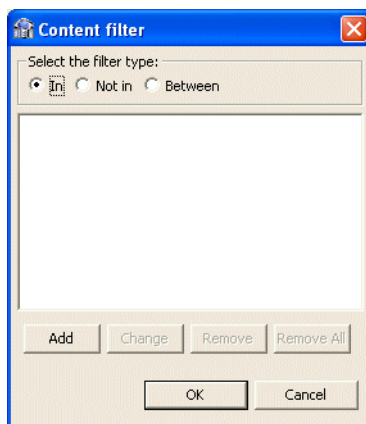 Content filter
Select the filter type:
In Not in Between
Add Change Remove Remove All
OK Cancel